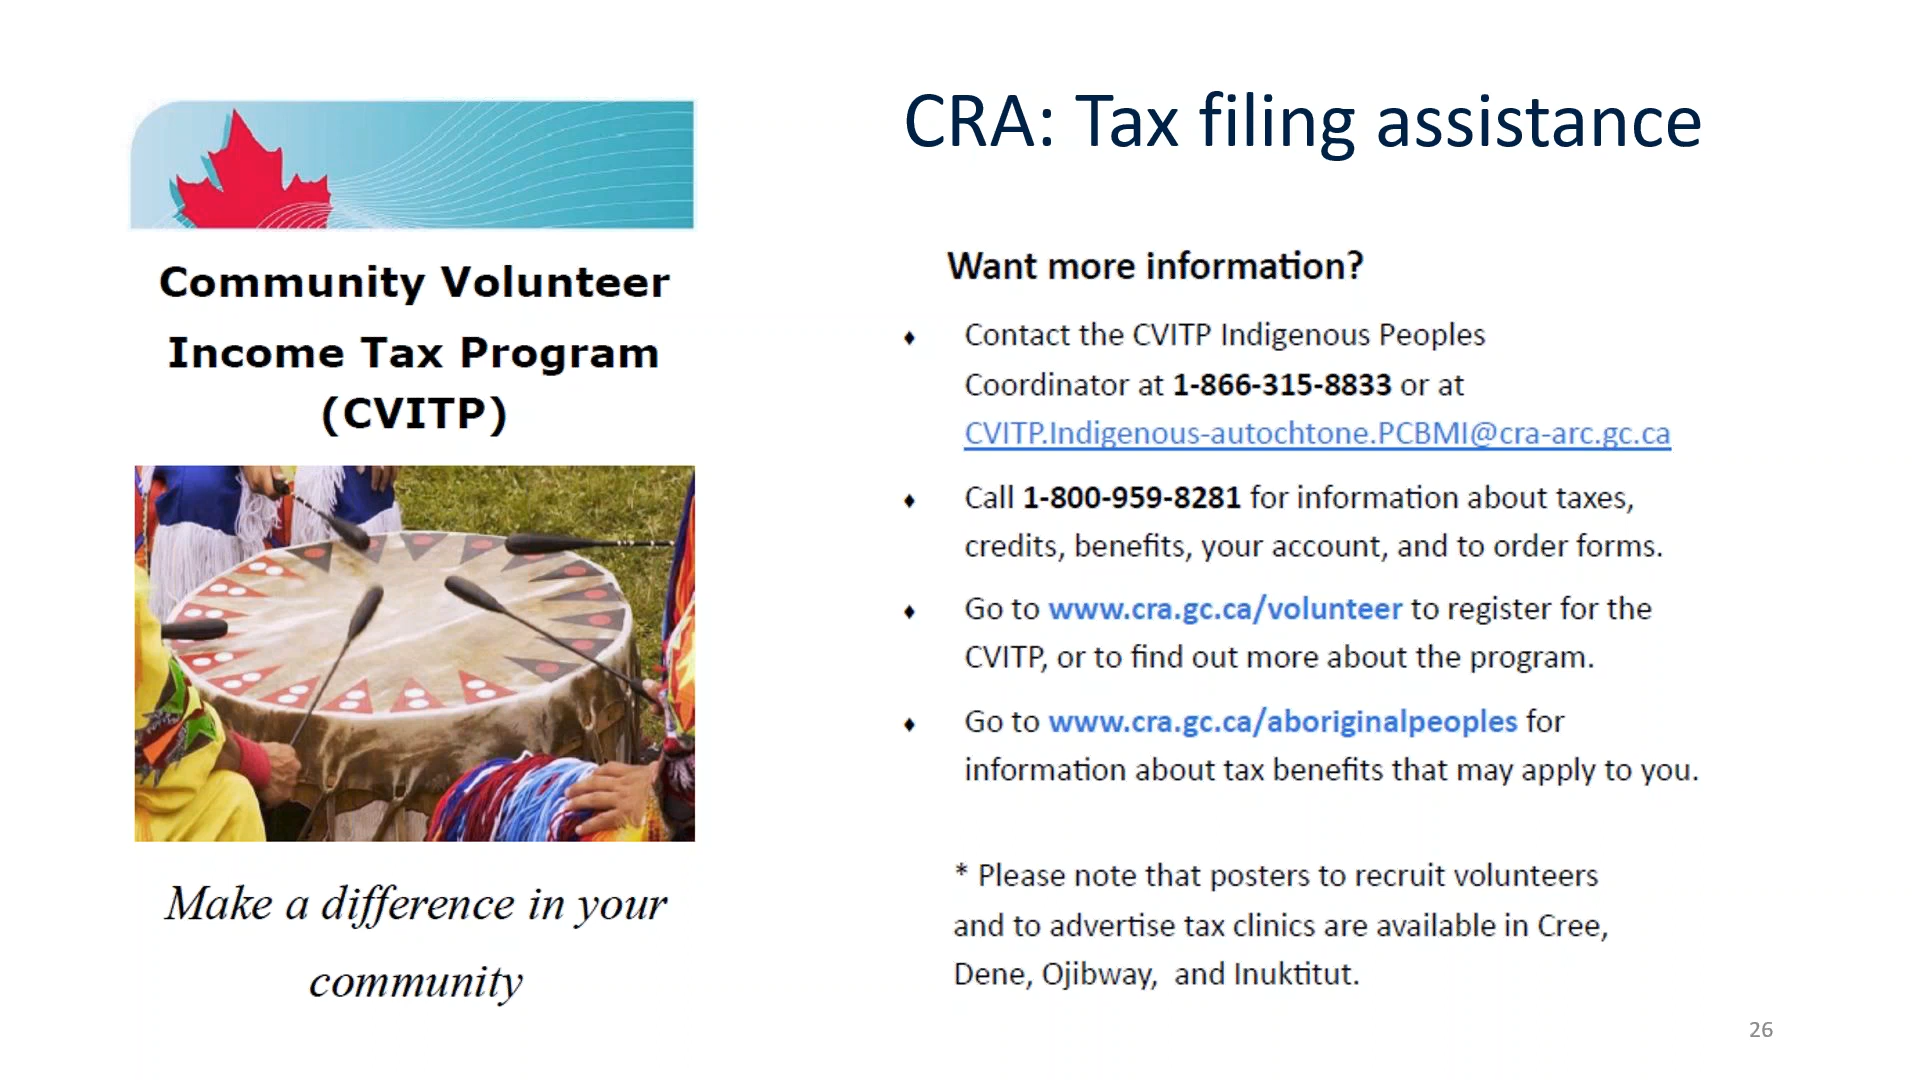 CRA: Tax filing assistance
Community Volunteer
Income Tax Program
(CVITP)
Make a difference in your
community
Want more information?
♦ Contact the CVITP Indigenous Peoples
Coordinator at 1-866-315-8833 or at
CVITP.Indigenous-autochtone.PCBMI@cra-arc.gc.ca
♦ Call 1-800-959-8281 for information about taxes,
credits, benefits, your account, and to order forms.
♦ Go to www.cra.gc.ca/volunteer to register for the
CVITP, or to find out more about the program.
♦ Go to www.cra.gc.ca/aboriginalpeoples for
information about tax benefits that may apply to you.
* Please note that posters to recruit volunteers
and to advertise tax clinics are available in Cree,
Dene, Ojibway,  and Inuktitut.
26